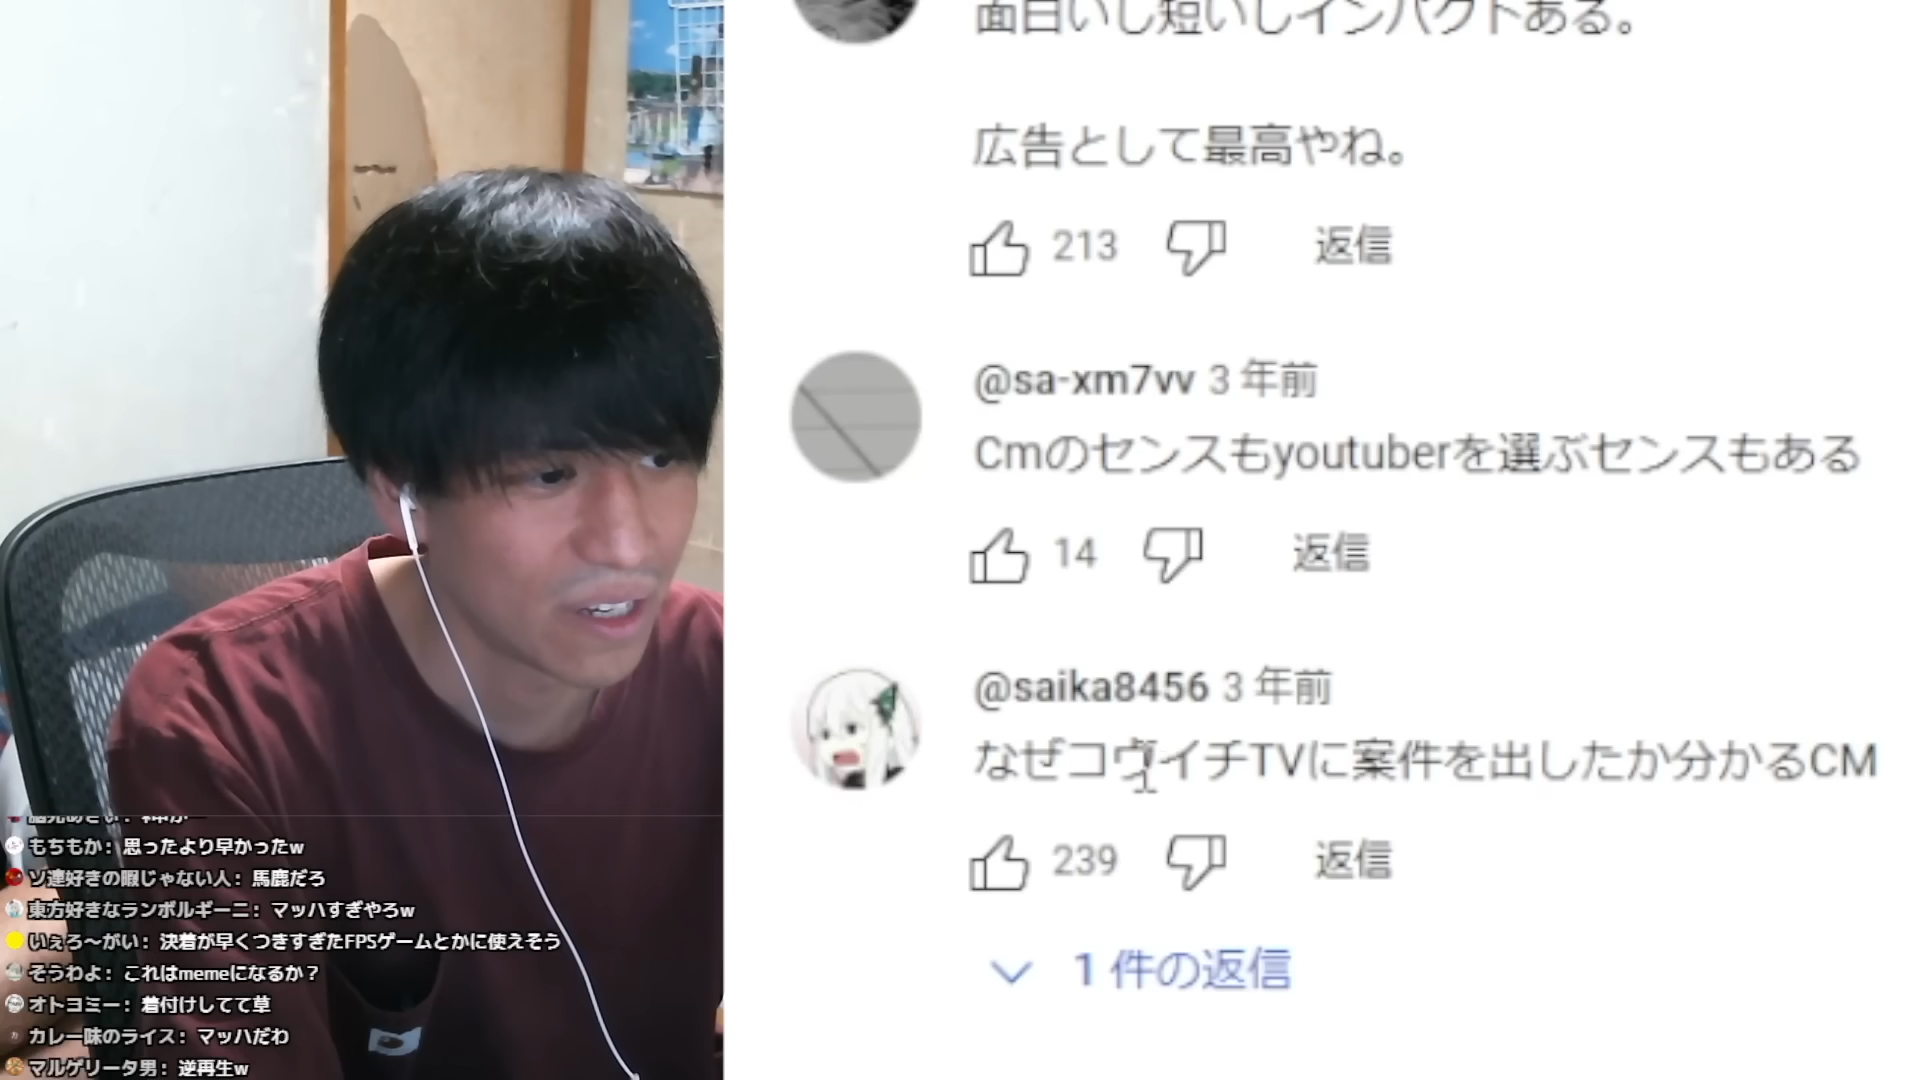 面白いし短いしインパクトある。
広告として最高やね。
213 返信
@sa-xm7vv 3 年前
Cmのセンスもyoutuberを選ぶセンスもある
14 返信
@saika8456 3 年前
なぜコヴイチTVに案件を出したか分かるCM
239 返信
1 件の返信
もちもか: 思ったより早かったw
ソ連好きの暇じゃない人: 馬鹿だろ
東方好きなランボルギーニ: マッハすぎやろw
いぇろ〜がい: 決着が早くつきすぎたFPSゲームとかに使えそう
そうわよ: これはmemeになるか？
オトヨミー: 着付けしてて草
カレー味のライス: マッハだわ
マルゲリータ男: 逆再生w